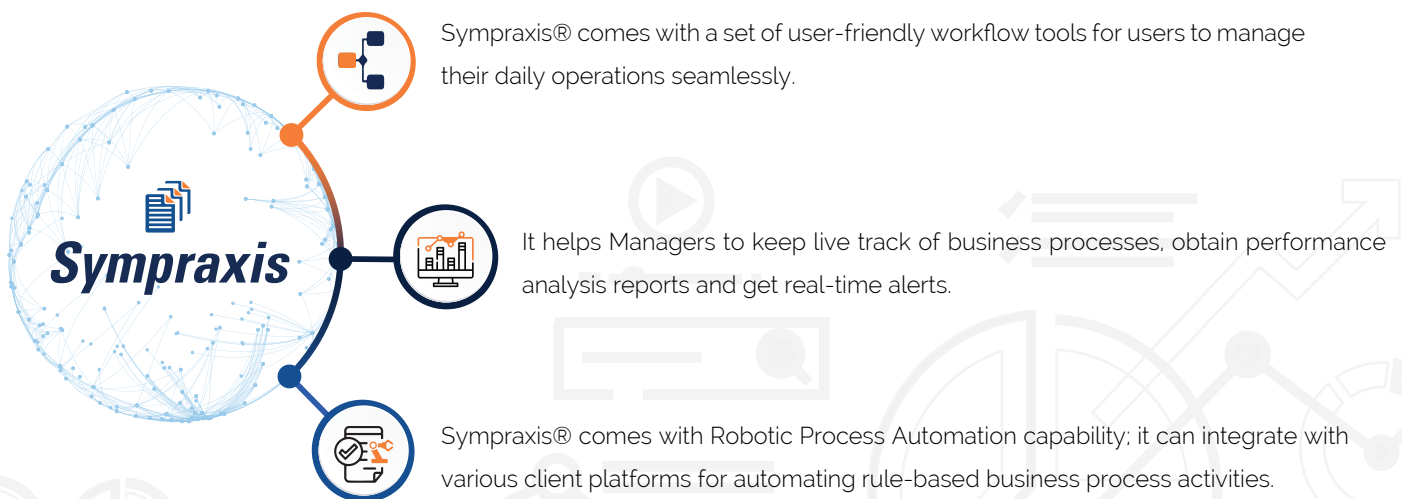 Sympraxis® comes with a set of user-friendly workflow tools for users to manage
their daily operations seamlessly.
Sympraxis
It helps Managers to keep live track of business processes, obtain performance
analysis reports and get real-time alerts.
Sympraxis® comes with Robotic Process Automation capability; it can integrate with
various client platforms for automating rule-based business process activities.